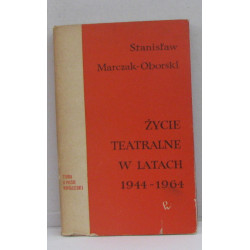 Stanisław
Marczak-Oborski
ŻYCIE
TEATRALNE
W LATACH
1944-1964